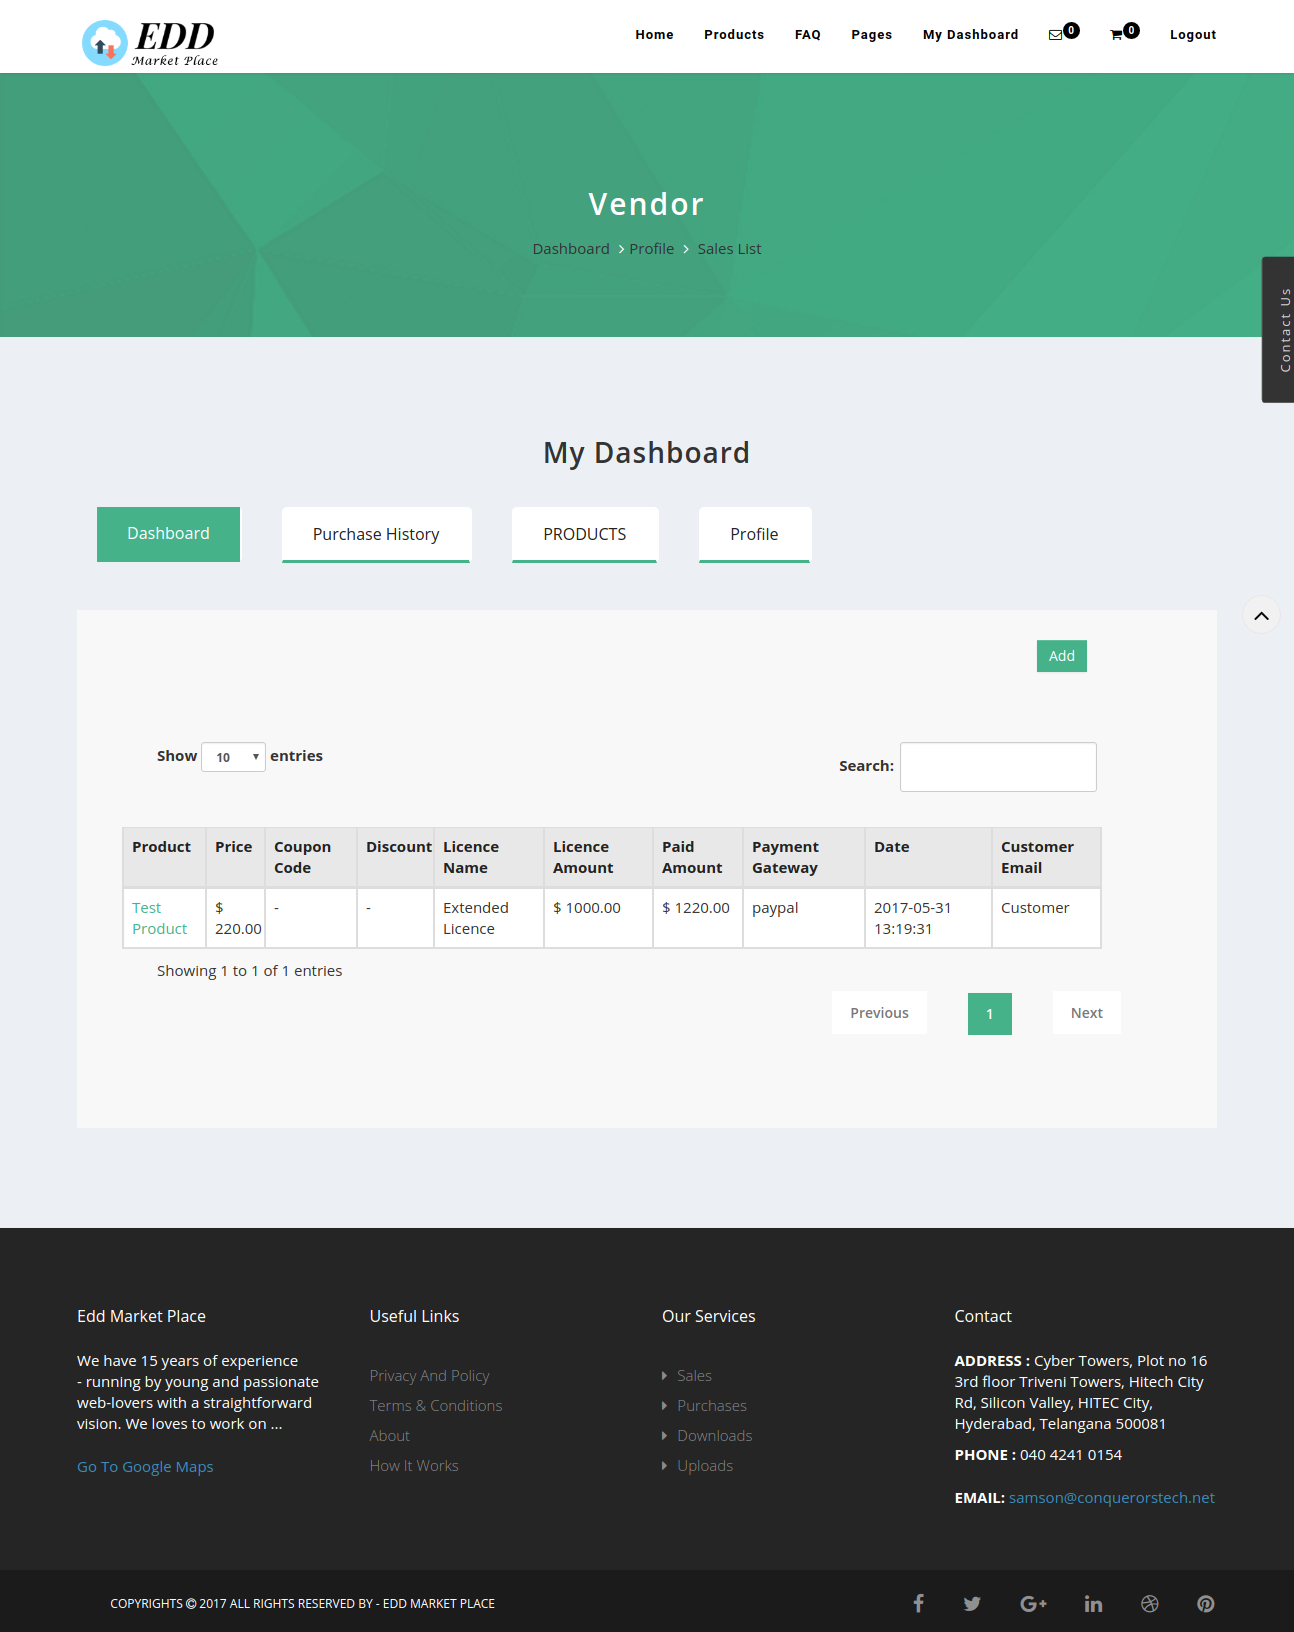 EDD
Market Place
Home Products FAQ Pages My Dashboard 0 0 Logout
Vendor
Dashboard Profile Sales List
Contact Us
My Dashboard
Dashboard Purchase History PRODUCTS Profile
Add
Show 10 entries Search:
Product Price Coupon Code Discount Licence Name Licence Amount Paid Amount Payment Gateway Date Customer Email
Test Product $ 220.00 - - Extended Licence $ 1000.00 $ 1220.00 paypal 2017-05-31 13:19:31 Customer
Showing 1 to 1 of 1 entries
Previous 1 Next
Edd Market Place
We have 15 years of experience
- running by young and passionate
web-lovers with a straightforward
vision. We loves to work on ...
Go To Google Maps
Useful Links
Privacy And Policy
Terms & Conditions
About
How It Works
Our Services
Sales
Purchases
Downloads
Uploads
Contact
ADDRESS : Cyber Towers, Plot no 16
3rd floor Triveni Towers, Hitech City
Rd, Silicon Valley, HITEC City,
Hyderabad, Telangana 500081
PHONE : 040 4241 0154
EMAIL: samson@conquerorstech.net
COPYRIGHTS © 2017 ALL RIGHTS RESERVED BY - EDD MARKET PLACE